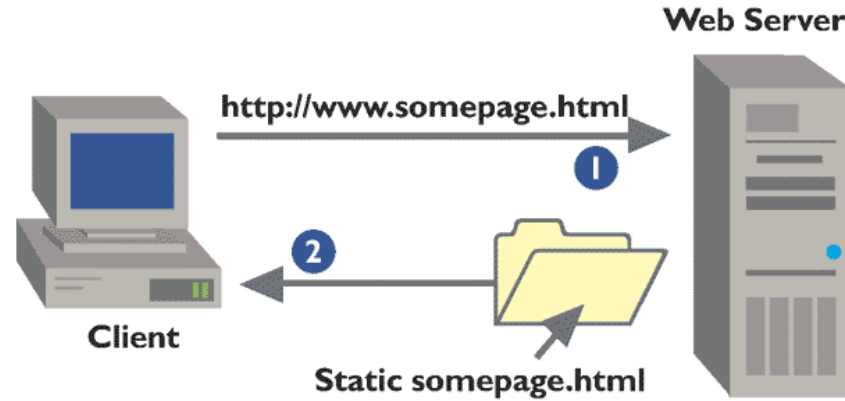 Web Server
http://www.somepage.html
1
2
Client
Static somepage.html